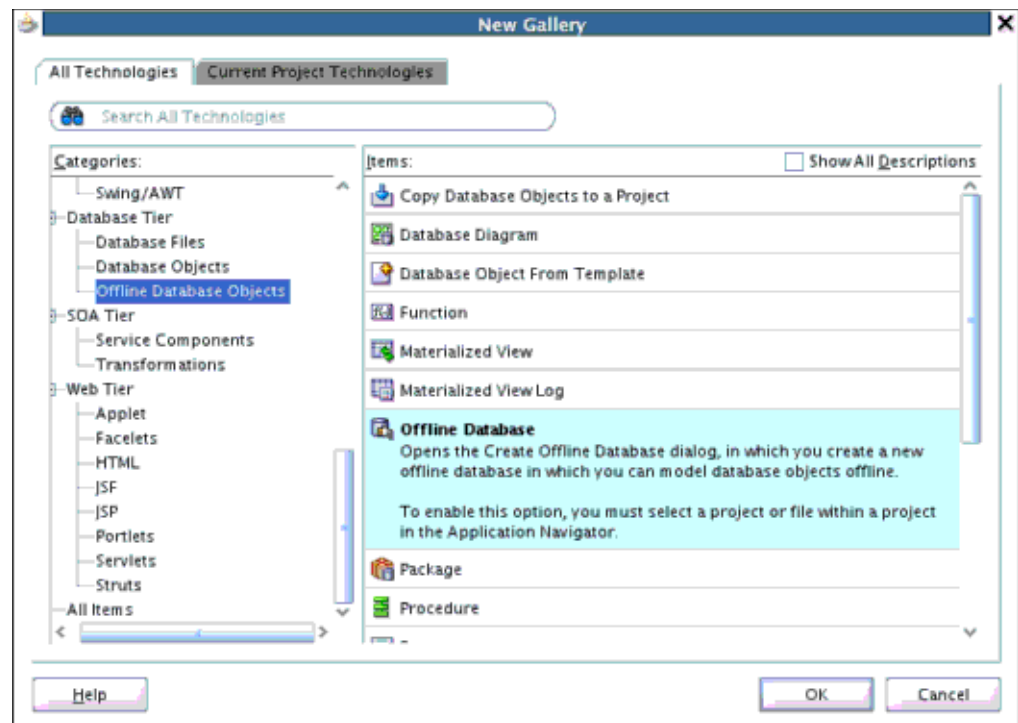 New Gallery
All Technologies
Current Project Technologies
Search All Technologies
Categories:
Swing/AWT
Database Tier
Database Files
Database Objects
Offline Database Objects
SOA Tier
Service Components
Transformations
Web Tier
Applet
Facelets
HTML
JSF
JSP
Portlets
Servlets
Struts
All Items
Items:
Show All Descriptions
Copy Database Objects to a Project
Database Diagram
Database Object From Template
Function
Materialized View
Materialized View Log
Offline Database
Opens the Create Offline Database dialog, in which you create a new
offline database in which you can model database objects offline.
To enable this option, you must select a project or file within a project
in the Application Navigator.
Package
Procedure
Help
OK
Cancel